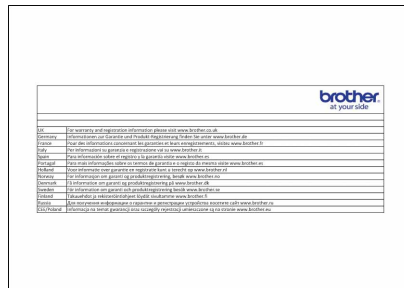 brother
at your side
UK For warranty and registration information please visit www.brother.co.uk
Germany Informationen zur Garantie und Produkt-Registrierung finden Sie unter www.brother.de
France Pour des informations concernant les garanties et leurs enregistrements, visitez www.brother.fr
Italy Per informazioni su garanzia e registrazione vai su www.brother.it
Spain Para información sobre el registro y la garantía visite www.brother.es
Portugal Para mais informações sobre os termos de garantia e o registo da mesma visite www.brother.es
Holland Voor informatie over garantie en registratie kunt u terecht op www.brother.nl
Norway For informasjon om garanti og produktregistrering, besøk www.brother.no
Denmark Få information om garanti og produktregistrering på www.brother.dk
Sweden För information om garanti och produktregistrering besök www.brother.se
Finland Takuuehdot ja rekisteröintiohjeet löydät sivuiltamme www.brother.fi
Russia Для получения информации о гарантии и регистрации устройства посетите сайт www.brother.ru
CEE/Poland Informacja na temat gwarancji oraz szczegóły rejestracji umieszczone są na stronie www.brother.eu